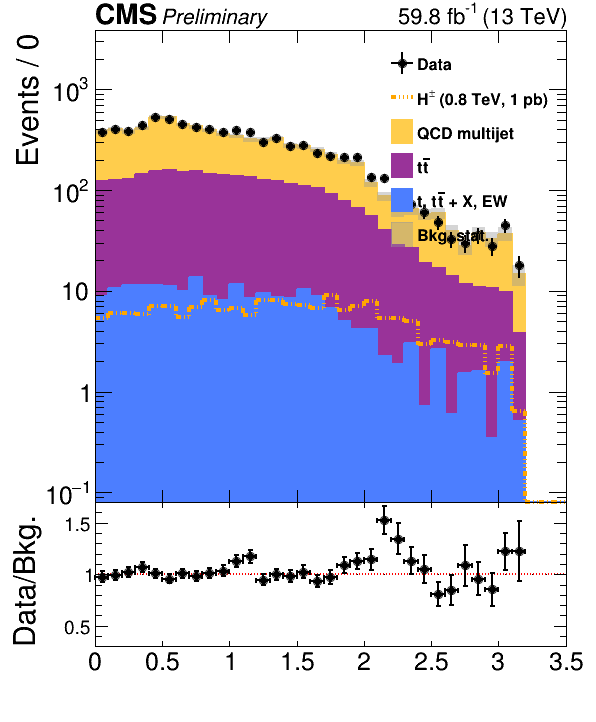 CMS Preliminary 59.8 fb⁻¹ (13 TeV)
Events / 0
10³
10²
10
1
10⁻¹
Data
H± (0.8 TeV, 1 pb)
QCD multijet
tt̄
t, tt̄ + X, EW
Bkg. stat.
Data/Bkg.
1.5
1
0.5
0 0.5 1 1.5 2 2.5 3 3.5